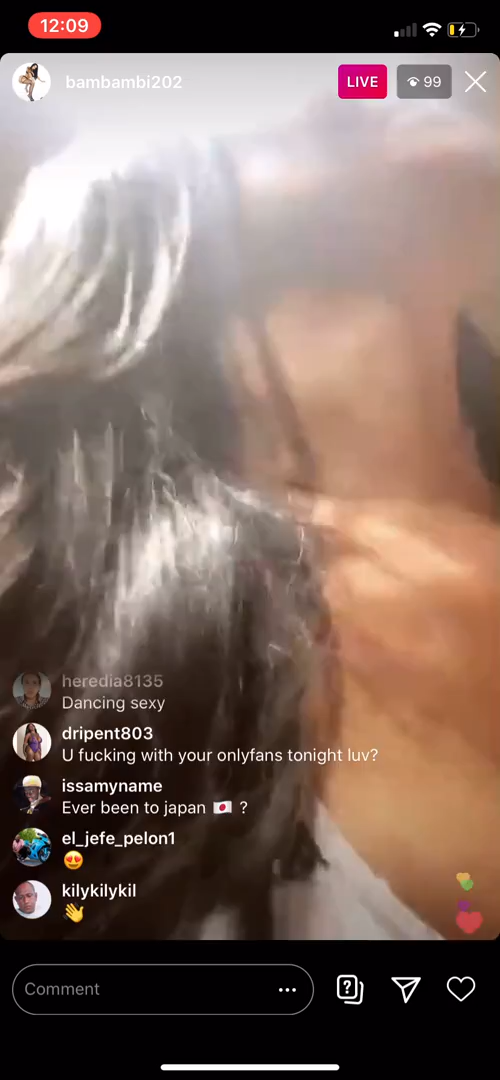 12:09
bambambi202
LIVE
99
heredia8135
Dancing sexy
dripent803
U fucking with your onlyfans tonight luv?
issamyname
Ever been to japan 🇯🇵 ?
el_jefe_pelon1
😍
kilykilykil
👋
Comment